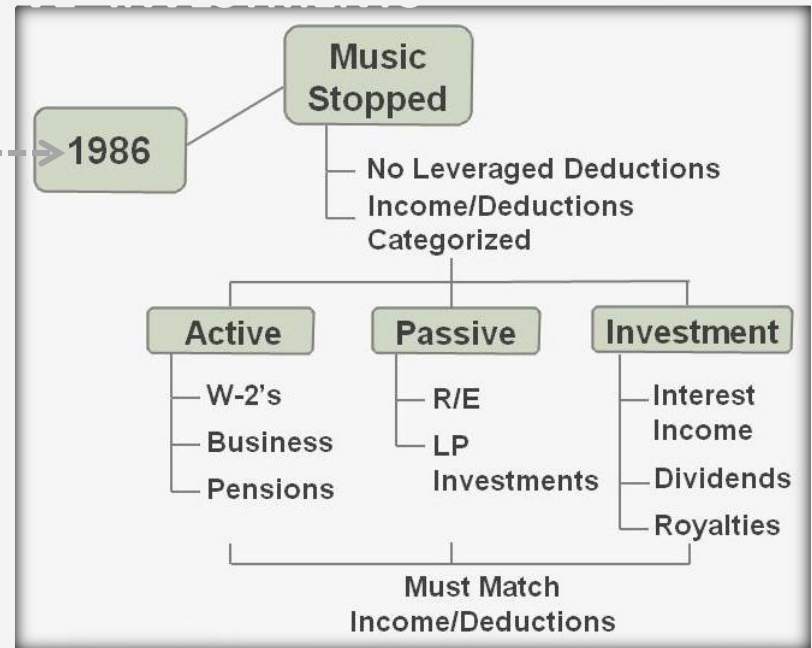 Music
Stopped
1986
No Leveraged Deductions
Income/Deductions
Categorized
Active
Passive
Investment
W-2's
Business
Pensions
R/E
LP
Investments
Interest
Income
Dividends
Royalties
Must Match
Income/Deductions